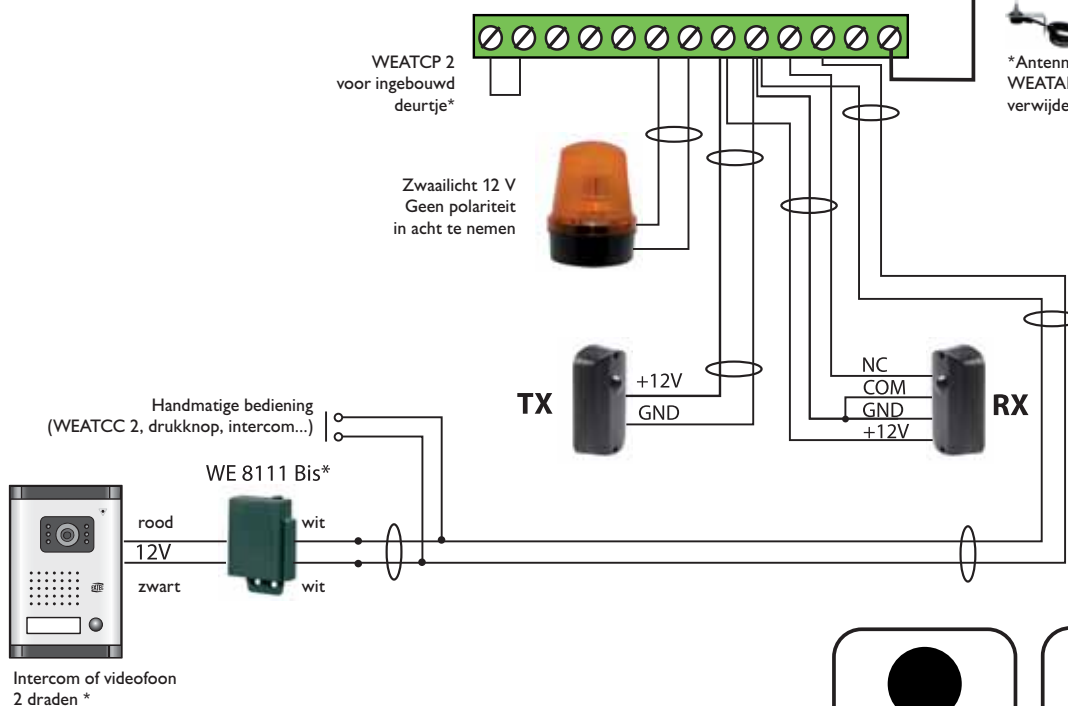 WEATCP 2
voor ingebouwd
deurtje*
verwijde
Zwaailicht 12 V
Geen polariteit
in acht te nemen
TX
+12V
GND
NC
COM
GND
+12V
RX
Handmatige bediening
(WEATCC 2, drukknop, intercom...)
WE 8111 Bis*
rood
wit
12V
zwart
wit
Intercom of videofoon
2 draden *